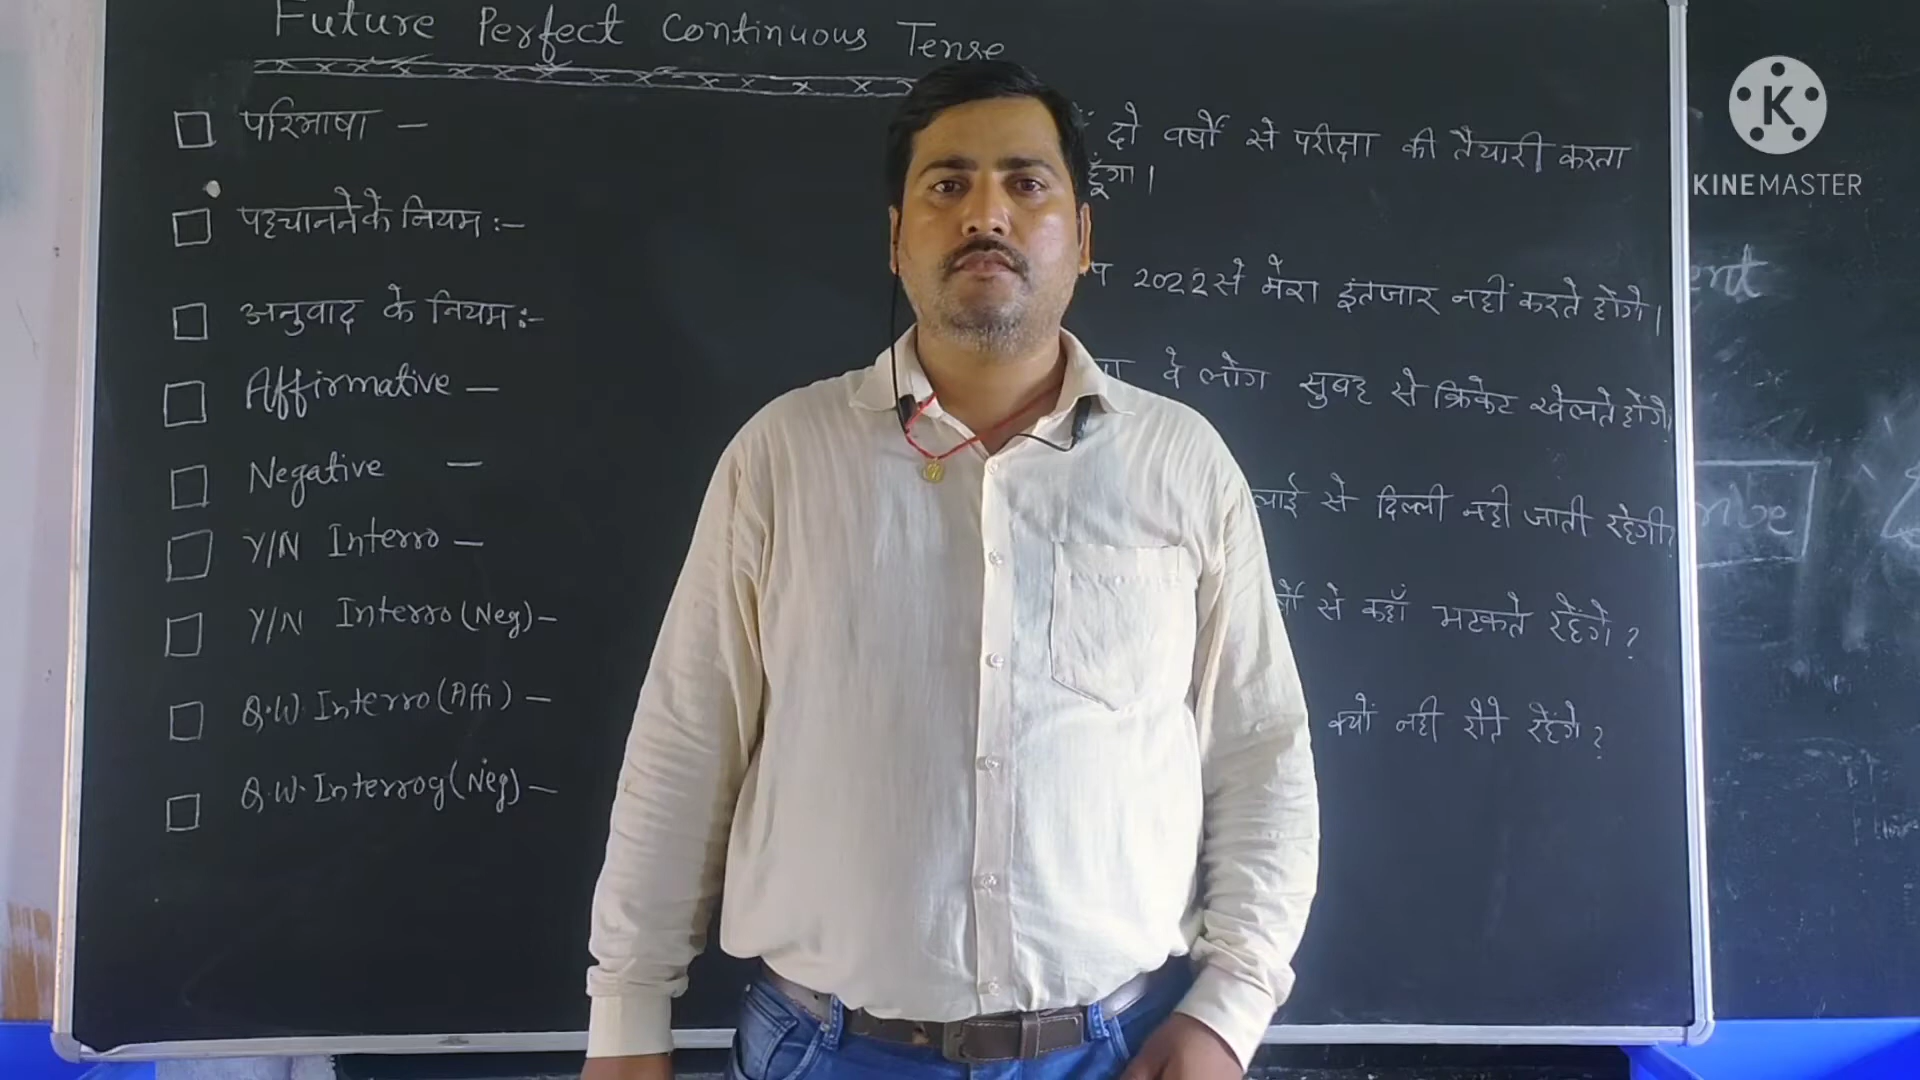 Future Perfect Continuous Tense
परिभाषा -
पहचानने के नियम :-
अनुवाद के नियम :-
Affirmative -
Negative -
Y/N Interro -
Y/N Interro (Neg) -
Q.W. Interro (Affi) -
Q.W. Interrog (Neg) -
दो वर्षों से परीक्षा की तैयारी करता
हूँगा।
2022 से मेरा इंतजार नहीं करते होंगे।
वे लोग सुबह से क्रिकेट खेलते होंगे?
से दिल्ली नही जाती रहेगी?
से कहाँ भटकते रहेंगे?
क्यों नही रोते रहेंगे?
KINEMASTER